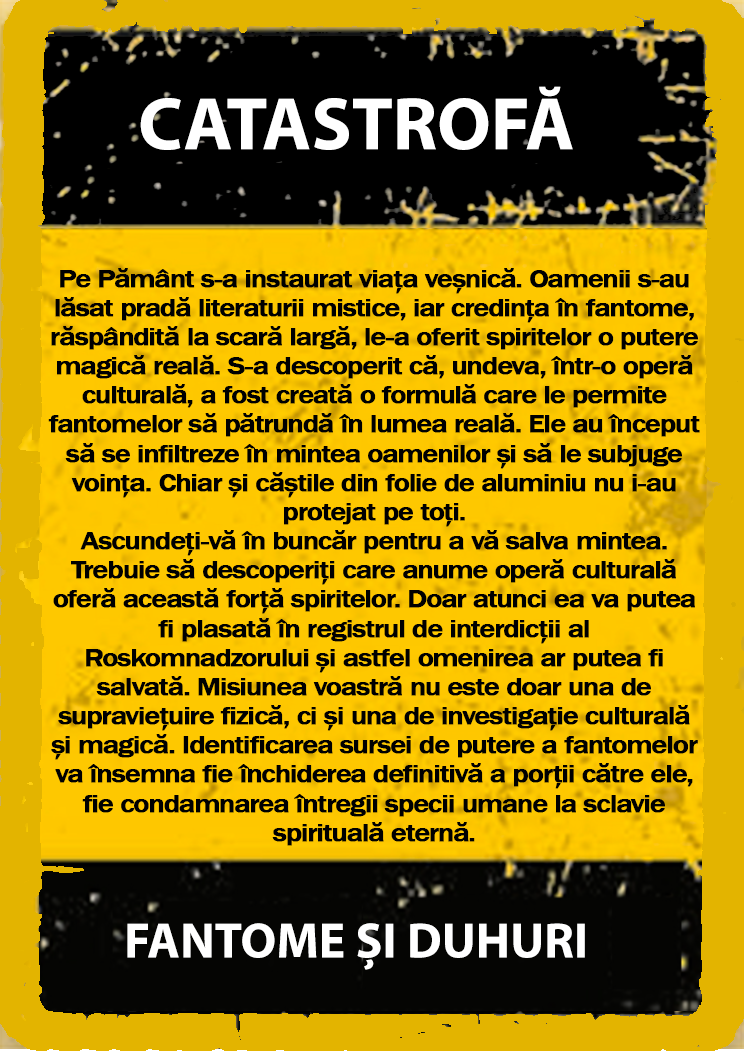 CATASTROFĂ
Pe Pământ s-a instaurat viața veșnică. Oamenii s-au
lăsat pradă literaturii mistice, iar credința în fantome,
răspândită la scară largă, le-a oferit spiritelor o putere
magică reală. S-a descoperit că, undeva, într-o operă
culturală, a fost creată o formulă care le permite
fantomelor să pătrundă în lumea reală. Ele au început
să se infiltreze în mintea oamenilor și să le subjuge
voința. Chiar și căștile din folie de aluminiu nu i-au
protejat pe toți.
Ascundeți-vă în buncăr pentru a vă salva mintea.
Trebuie să descoperiți care anume operă culturală
oferă această forță spiritelor. Doar atunci ea va putea
fi plasată în registrul de interdicții al
Roskomnadzorului și astfel omenirea ar putea fi
salvată. Misiunea voastră nu este doar una de
supraviețuire fizică, ci și una de investigație culturală
și magică. Identificarea sursei de putere a fantomelor
va însemna fie închiderea definitivă a porții către ele,
fie condamnarea întregii specii umane la sclavie
spirituală eternă.
FANTOME ȘI DUHURI